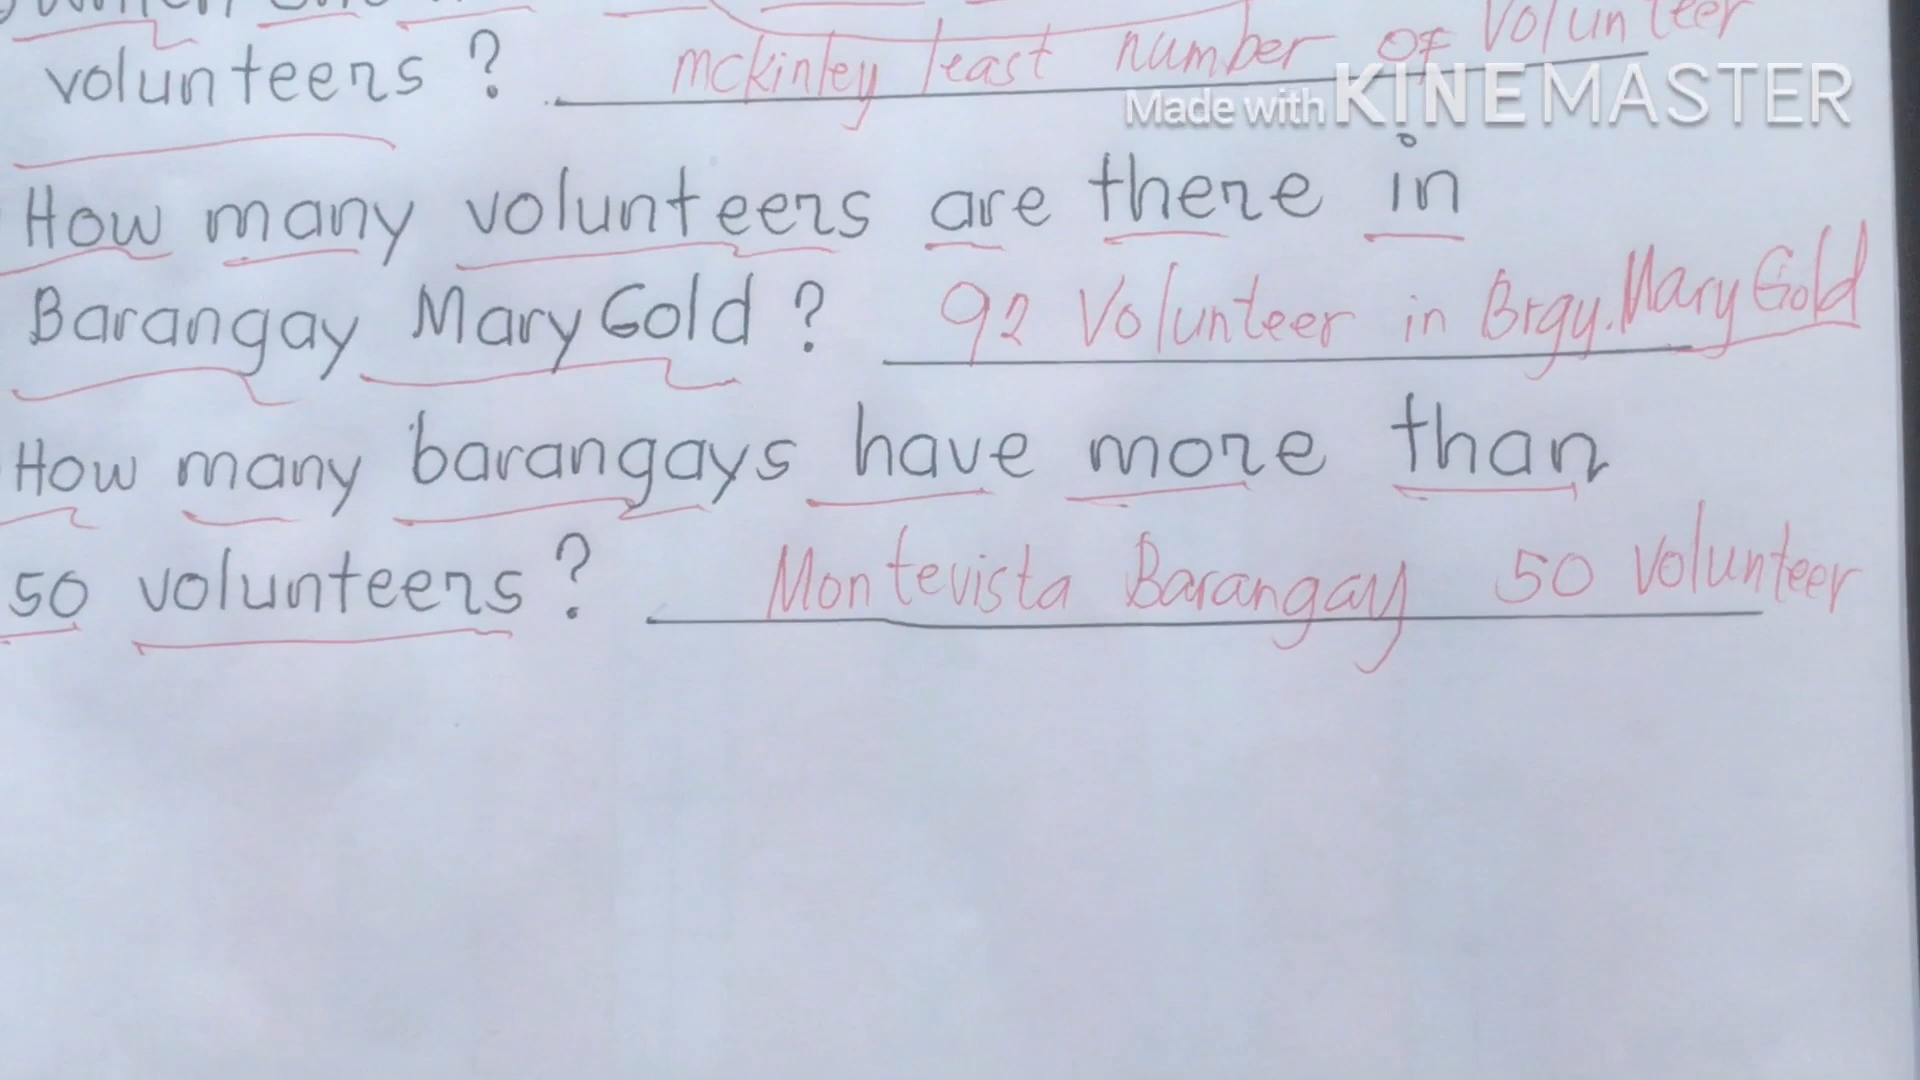 volunteers ? mckinley least number of Volunteer
Made with KINEMASTER
How many volunteers are there in
Barangay Mary Gold ? 92 Volunteer in Brgy. Mary Gold
How many barangays have more than
50 volunteers ? Montevista Barangay 50 Volunteer